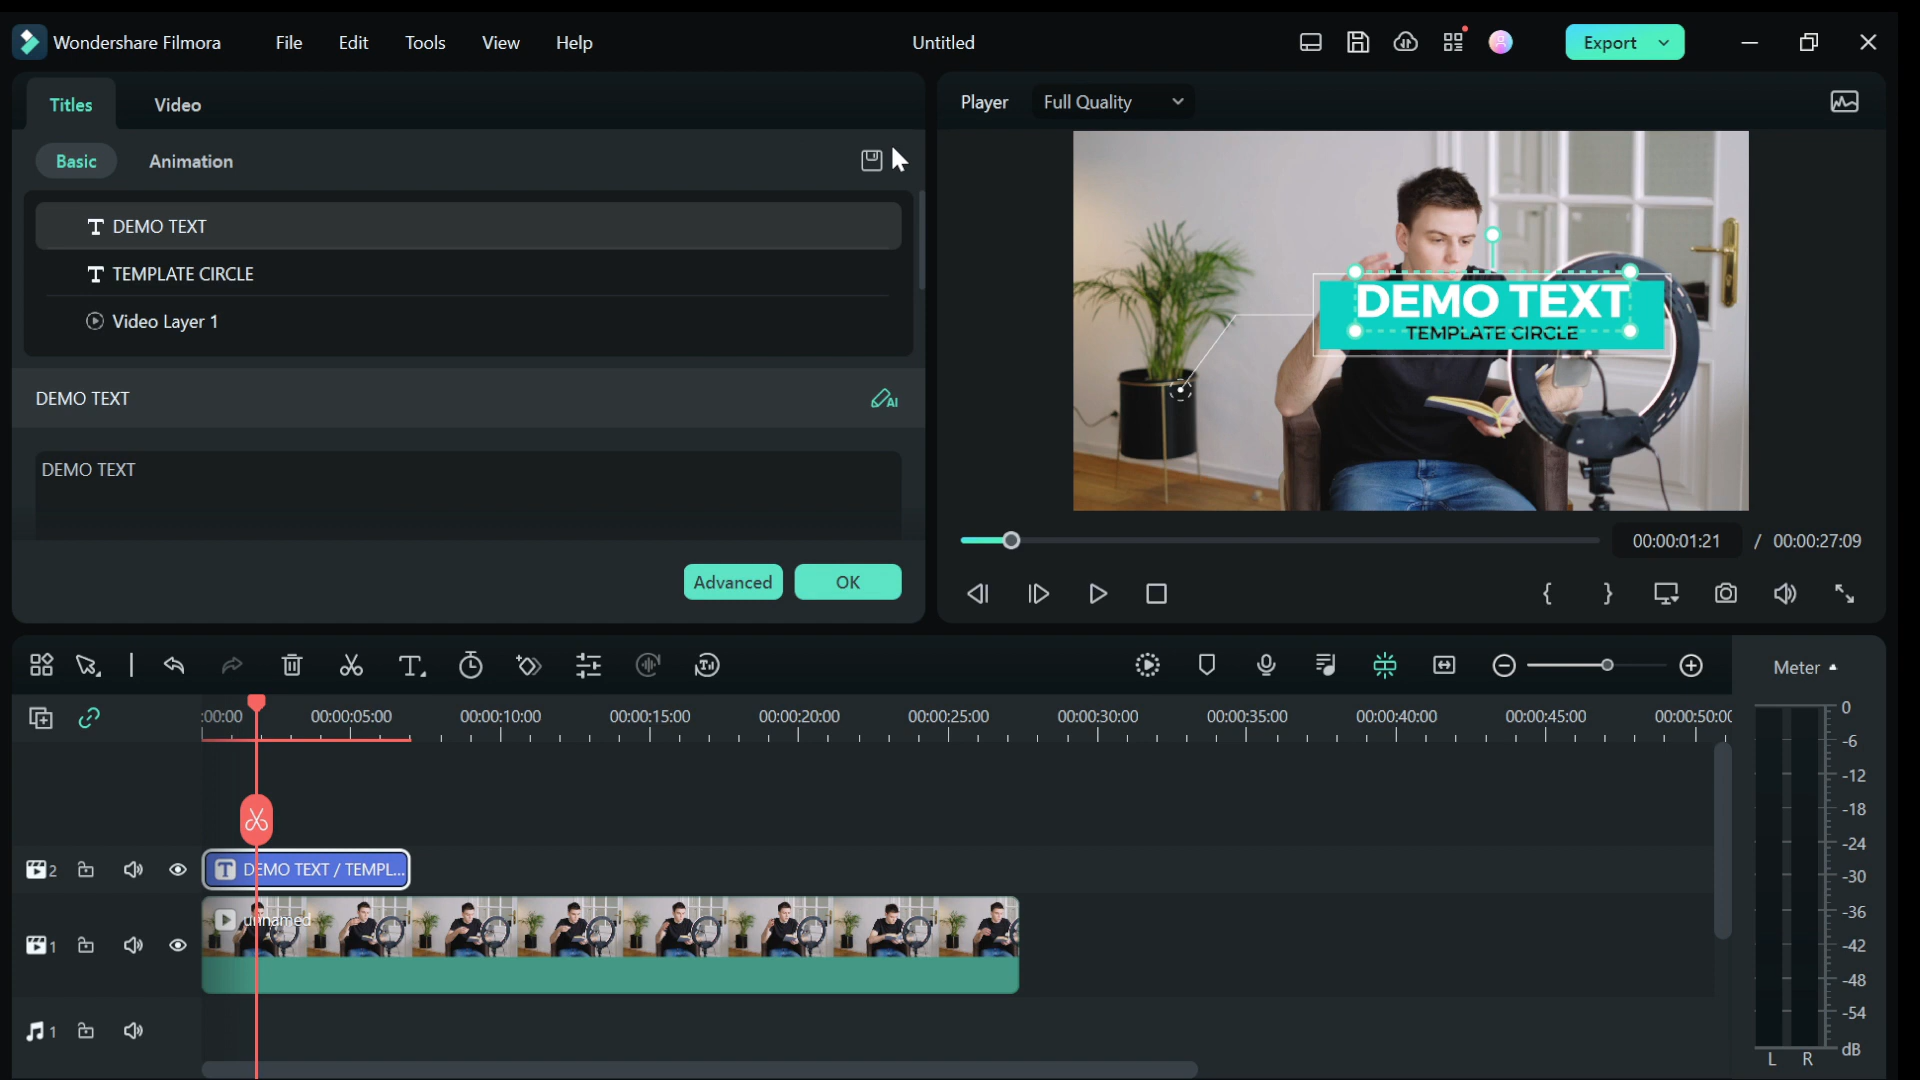 Wondershare Filmora File Edit Tools View Help Untitled Export
Titles Video
Player Full Quality
Basic Animation
DEMO TEXT
TEMPLATE CIRCLE
Video Layer 1
DEMO TEXT
AI
DEMO TEXT
Advanced OK
DEMO TEXT
TEMPLATE CIRCLE
00:00:01:21 / 00:00:27:09
{ }
Meter
:00:00 00:00:05:00 00:00:10:00 00:00:15:00 00:00:20:00 00:00:25:00 00:00:30:00 00:00:35:00 00:00:40:00 00:00:45:00 00:00:50:0
2 DEMO TEXT / TEMPL...
1 unnamed
1
0
-6
-12
-18
-24
-30
-36
-42
-48
-54
dB
L R